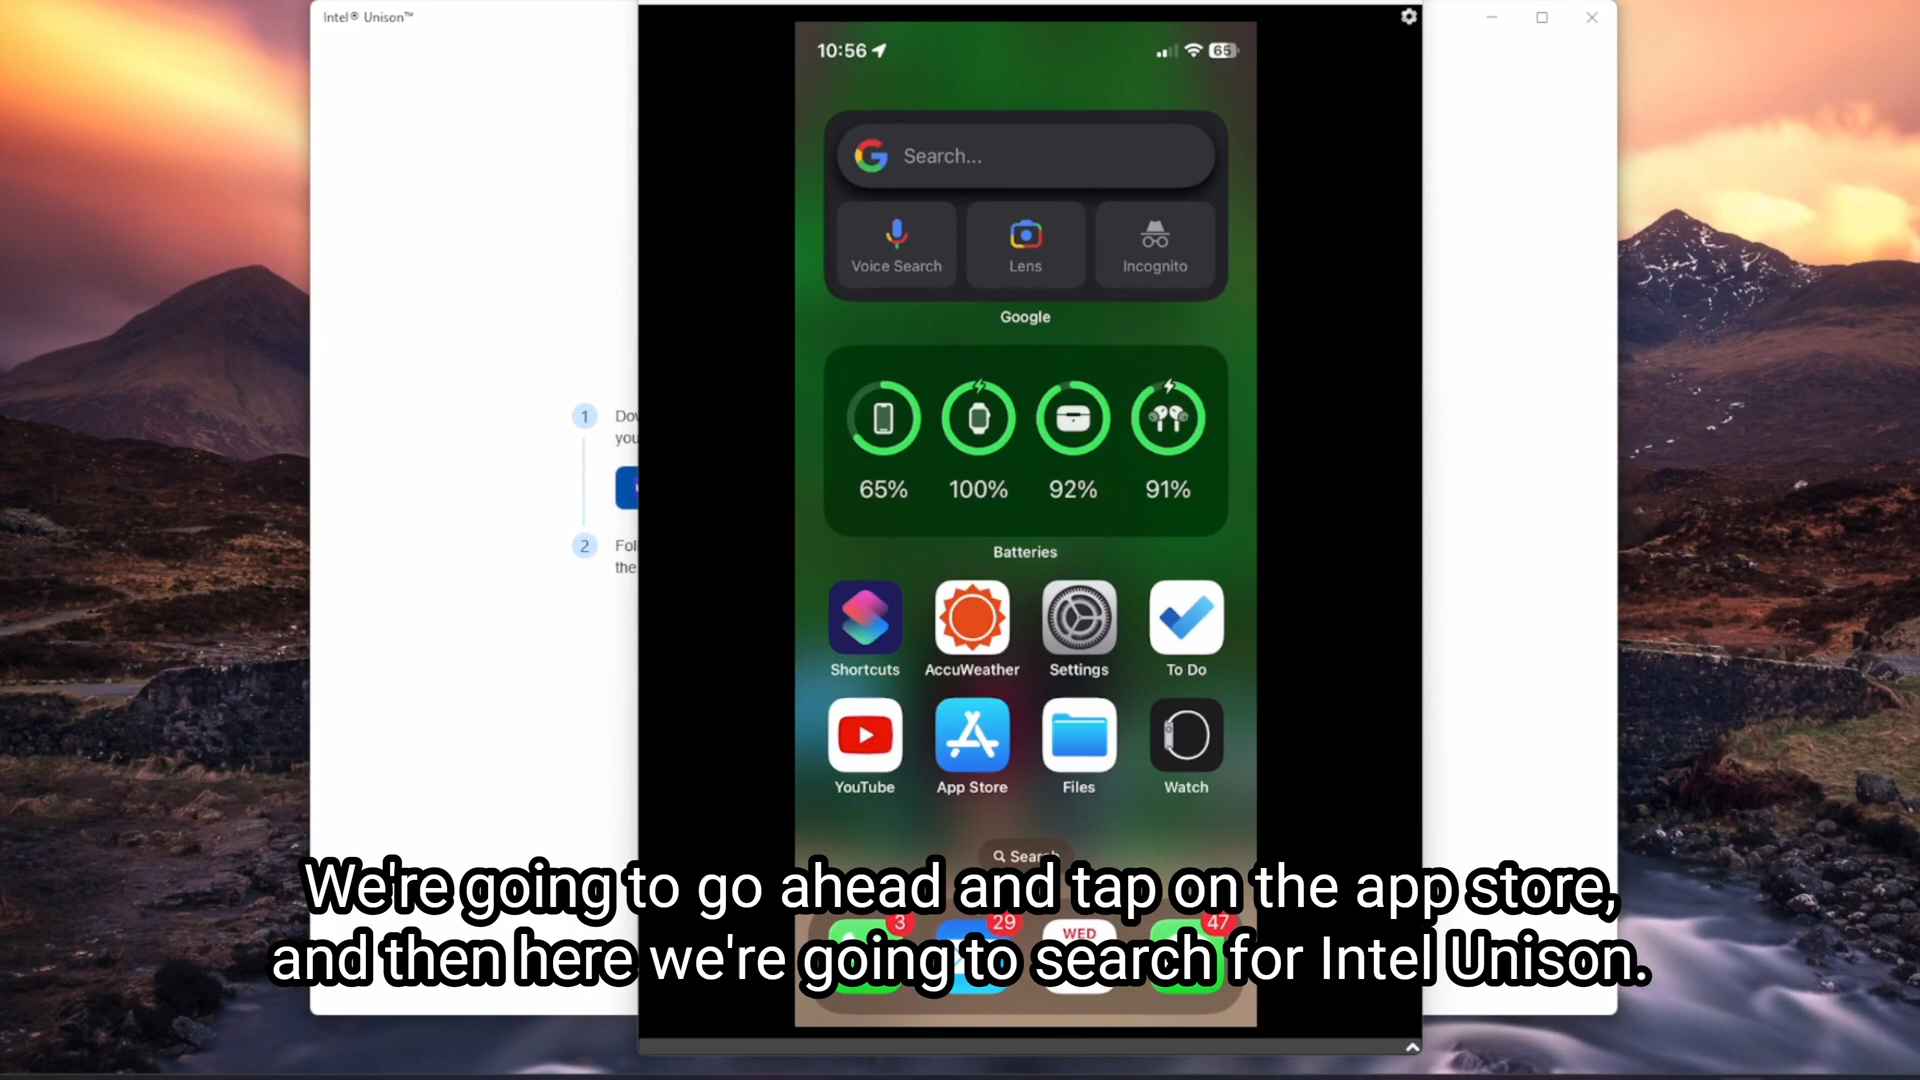 Intel® Unison™
10:56
65
Search...
Voice Search
Lens
Incognito
Google
65%
100%
92%
91%
Batteries
1
2
the
Shortcuts
AccuWeather
Settings
To Do
YouTube
App Store
Files
Watch
Search
We're going to go ahead and tap on the app store,
and then here we're going to search for Intel Unison.
3
29
WED
47